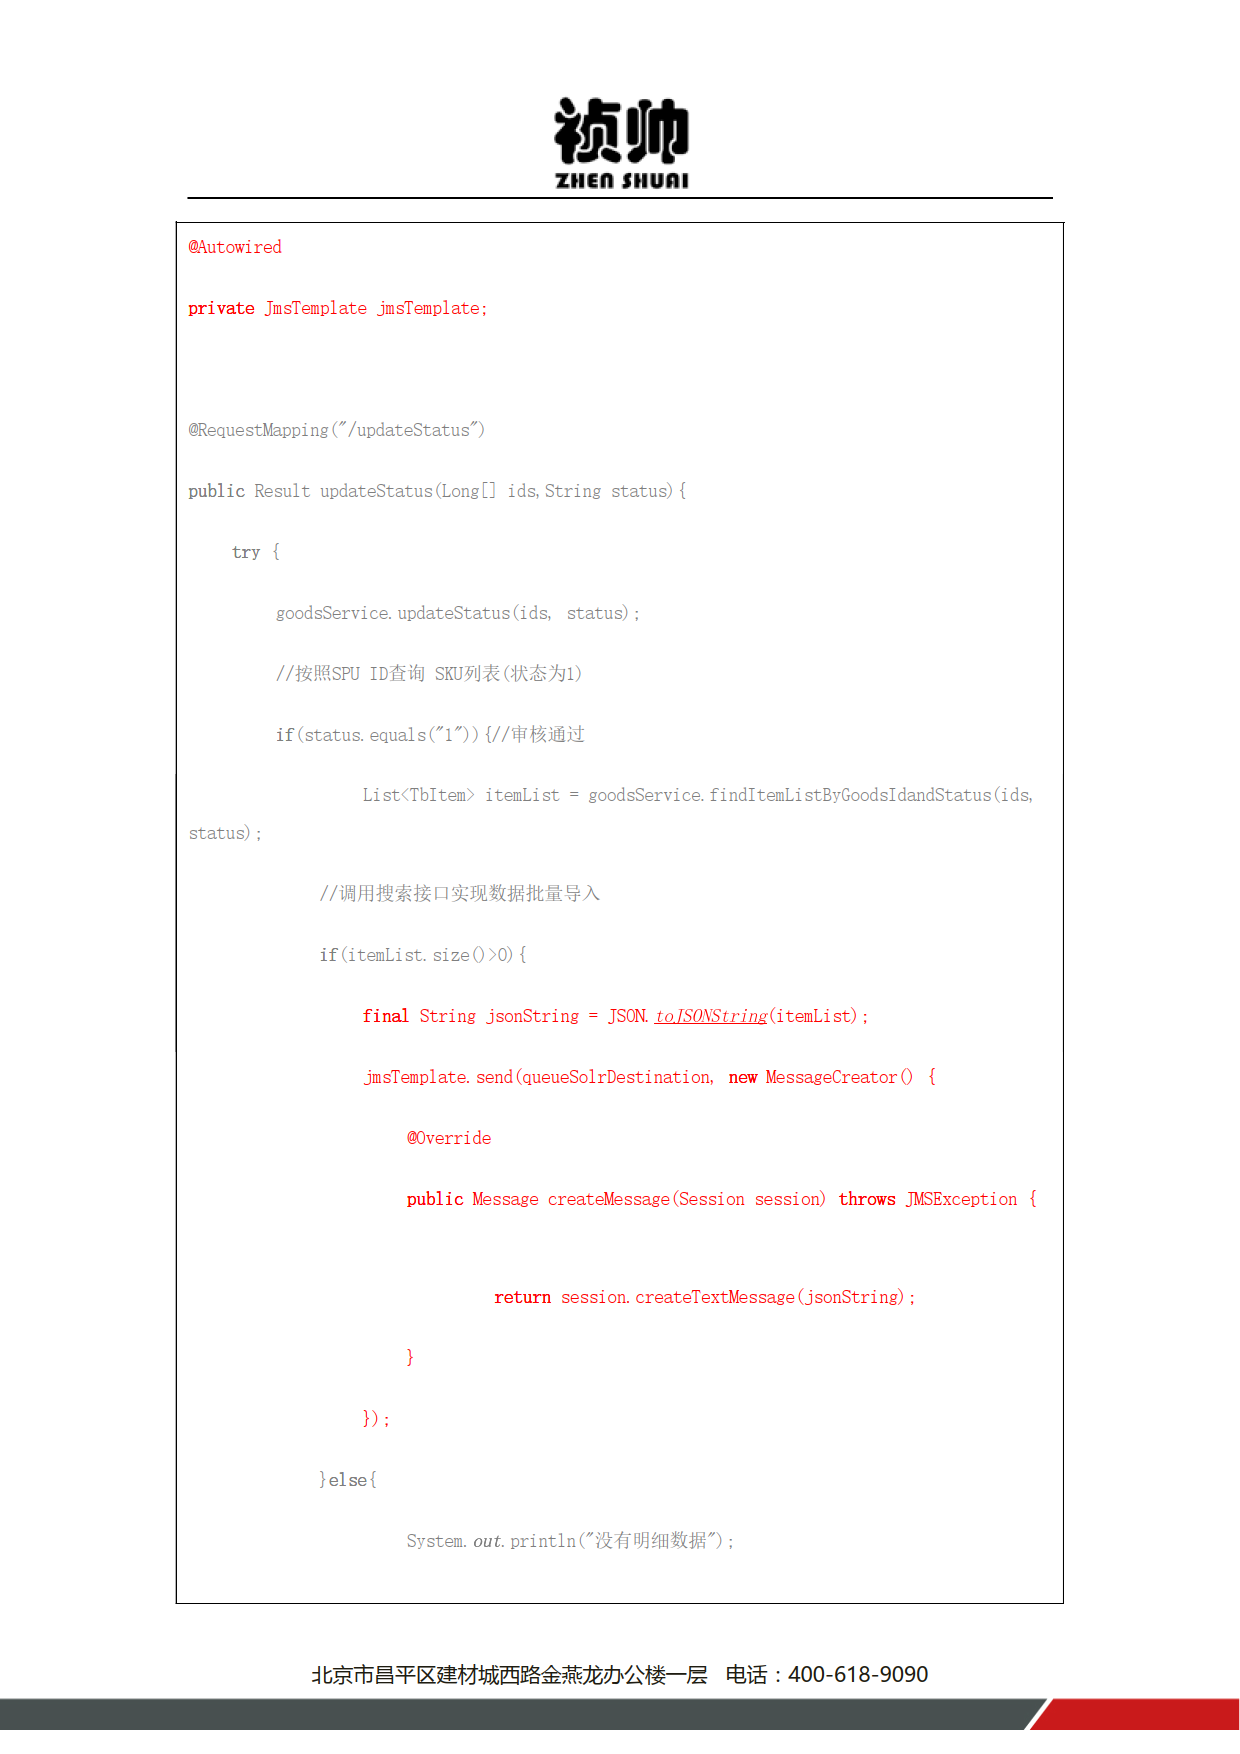 祯帅
ZHEN SHUAI
@Autowired
private JmsTemplate jmsTemplate;
@RequestMapping("/updateStatus")
public Result updateStatus(Long[] ids,String status){
try {
goodsService.updateStatus(ids, status);
//按照SPU ID查询 SKU列表(状态为1)
if(status.equals("1")){//审核通过
List<TbItem> itemList = goodsService.findItemListByGoodsIdandStatus(ids,
status);
//调用搜索接口实现数据批量导入
if(itemList.size()>0){
final String jsonString = JSON.toJSONString(itemList);
jmsTemplate.send(queueSolrDestination, new MessageCreator() {
@Override
public Message createMessage(Session session) throws JMSException {
return session.createTextMessage(jsonString);
}
});
}else{
System.out.println("没有明细数据");
北京市昌平区建材城西路金燕龙办公楼一层 电话：400-618-9090